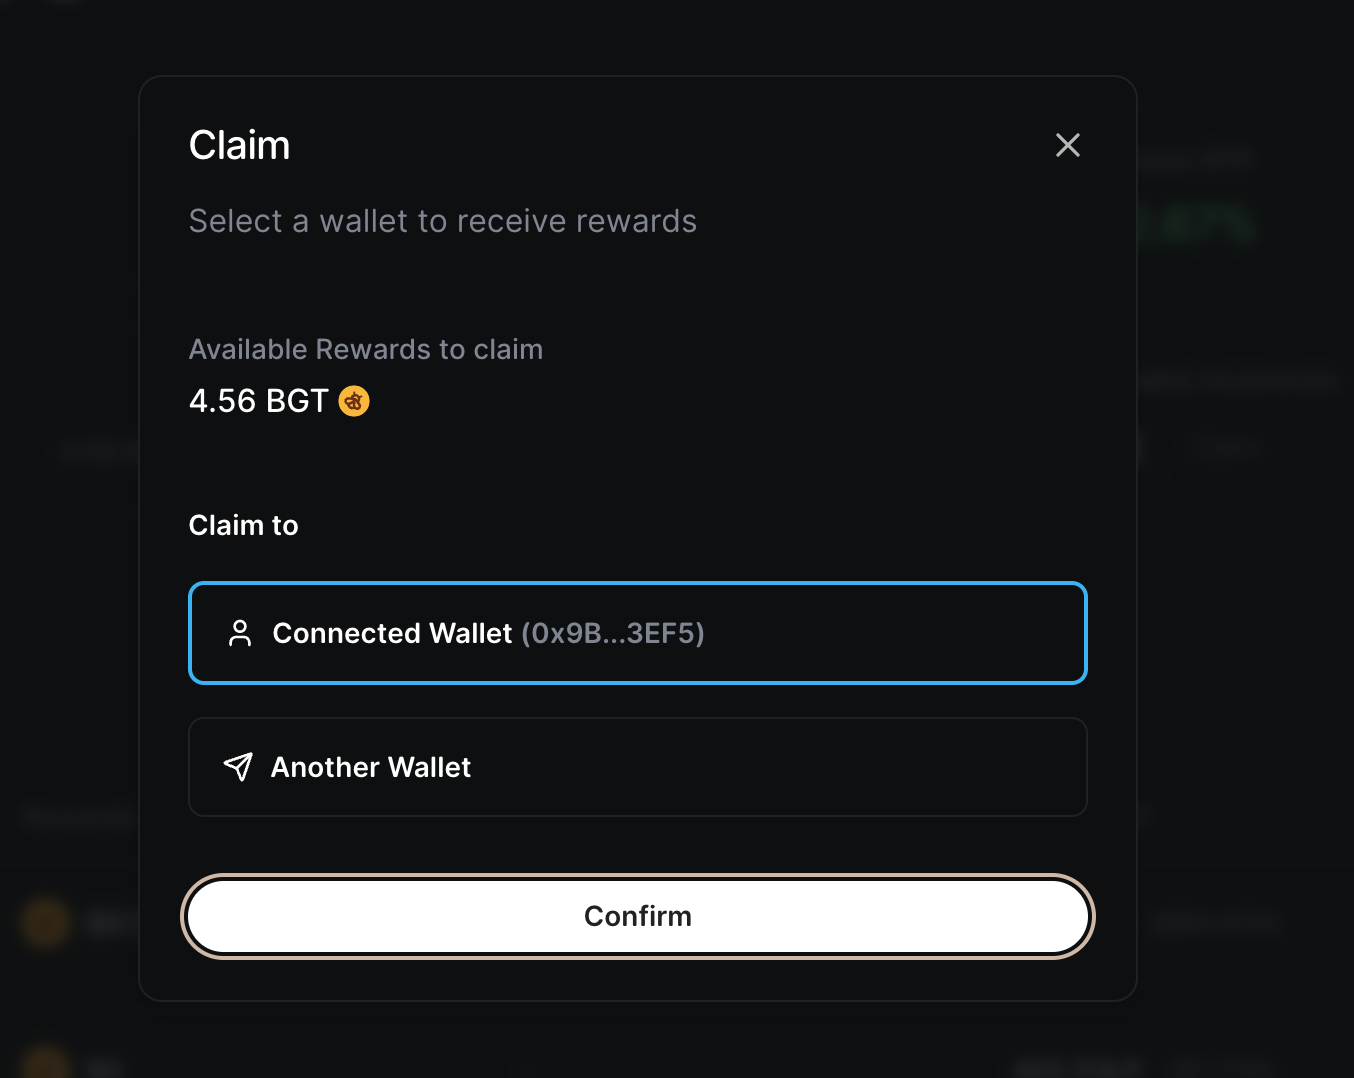 Claim
Select a wallet to receive rewards
Available Rewards to claim
4.56 BGT
Claim to
Connected Wallet (0x9B...3EF5)
Another Wallet
Confirm